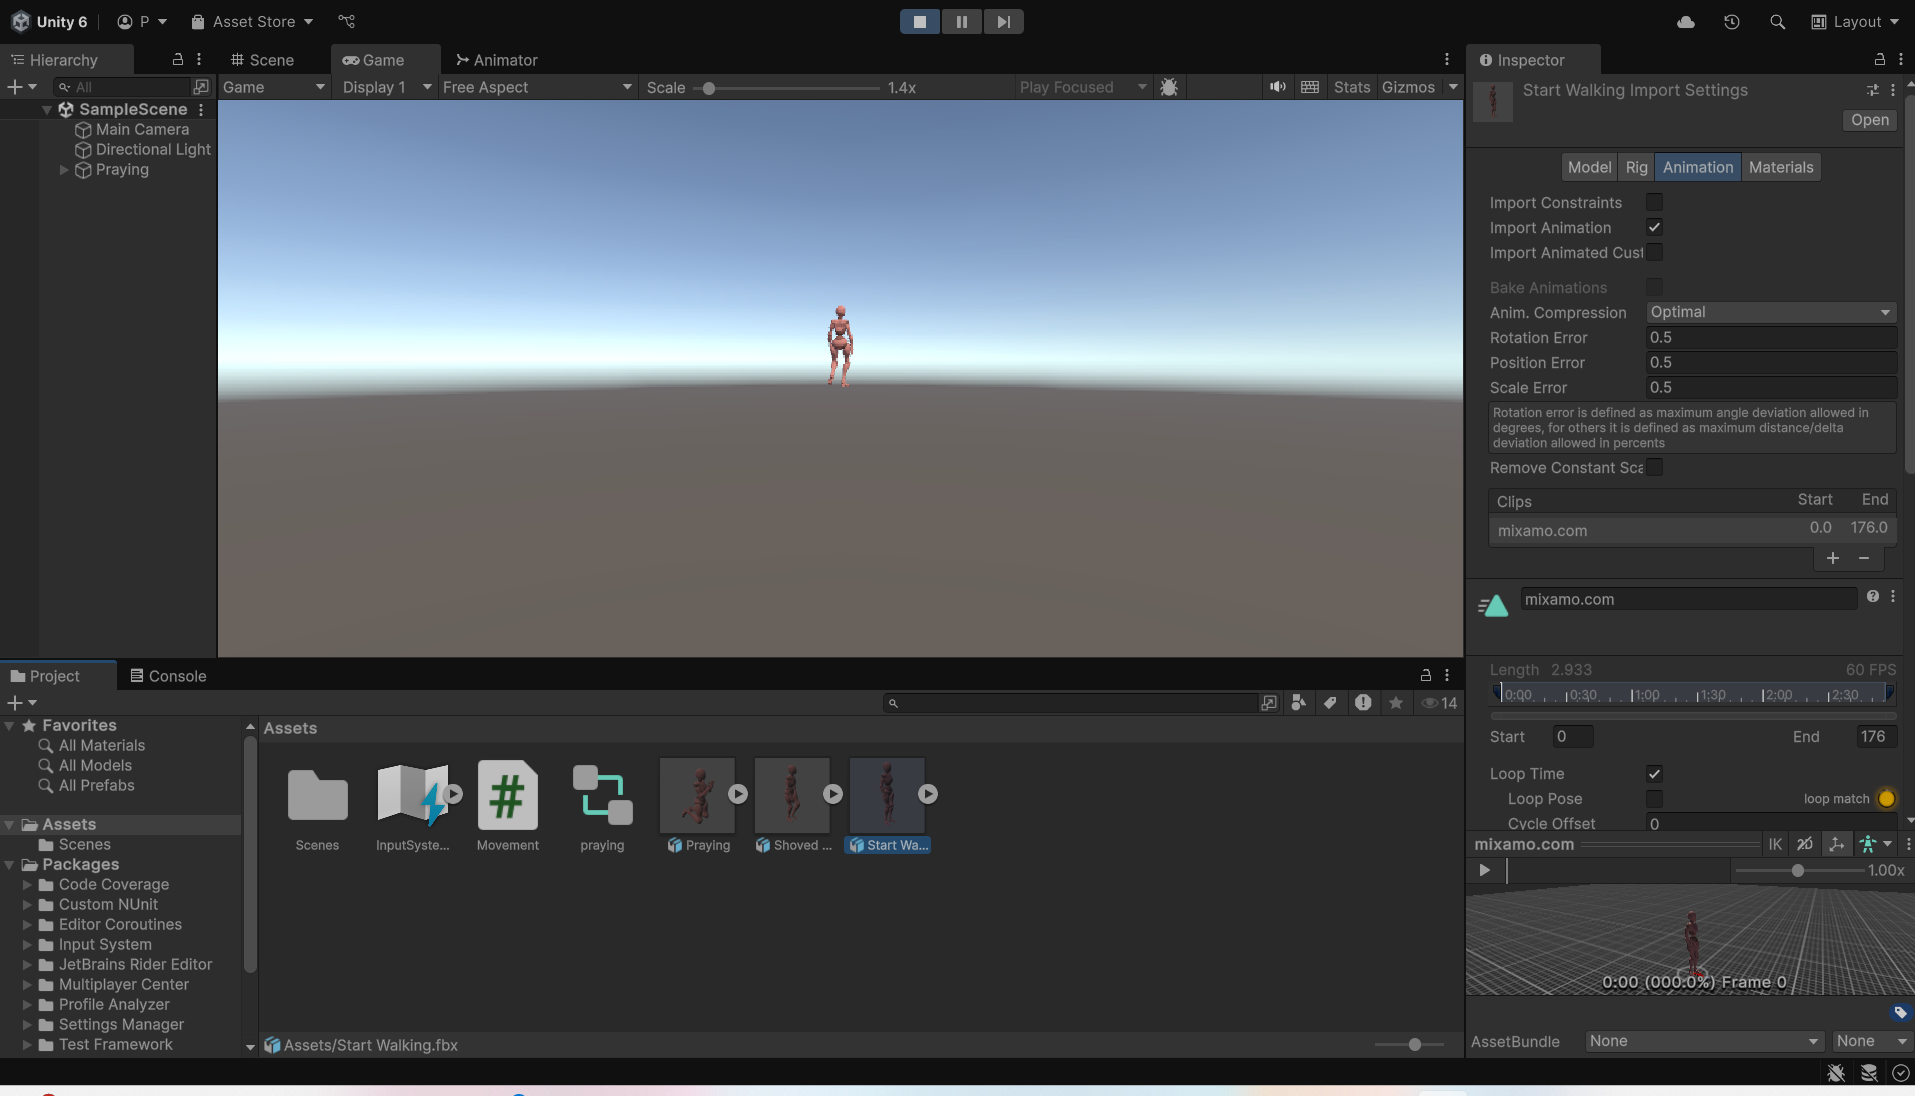 Unity 6
P
Asset Store
Layout
Hierarchy
Scene
Game
Animator
Inspector
All
Game
Display 1
Free Aspect
Scale
1.4x
Play Focused
Stats
Gizmos
SampleScene
Main Camera
Directional Light
Praying
Start Walking Import Settings
Open
Model
Rig
Animation
Materials
Import Constraints
Import Animation
Import Animated Cust
Bake Animations
Anim. Compression
Optimal
Rotation Error
0.5
Position Error
0.5
Scale Error
0.5
Rotation error is defined as maximum angle deviation allowed in
degrees, for others it is defined as maximum distance/delta
deviation allowed in percents
Remove Constant Sca
Clips Start End
mixamo.com 0.0 176.0
+ −
mixamo.com
Length 2.933 60 FPS
0:00 0:30 1:00 1:30 2:00 2:30
Start 0 End 176
Loop Time
Loop Pose
loop match
Cycle Offset
0
mixamo.com
IK
2D
1.00x
0:00 (000.0%) Frame 0
AssetBundle
None
None
Project
Console
14
Favorites
All Materials
All Models
All Prefabs
Assets
Scenes
Packages
Code Coverage
Custom NUnit
Editor Coroutines
Input System
JetBrains Rider Editor
Multiplayer Center
Profile Analyzer
Settings Manager
Test Framework
Assets
#
Scenes
InputSyste...
Movement
praying
Praying
Shoved ...
Start Wa...
Assets/Start Walking.fbx